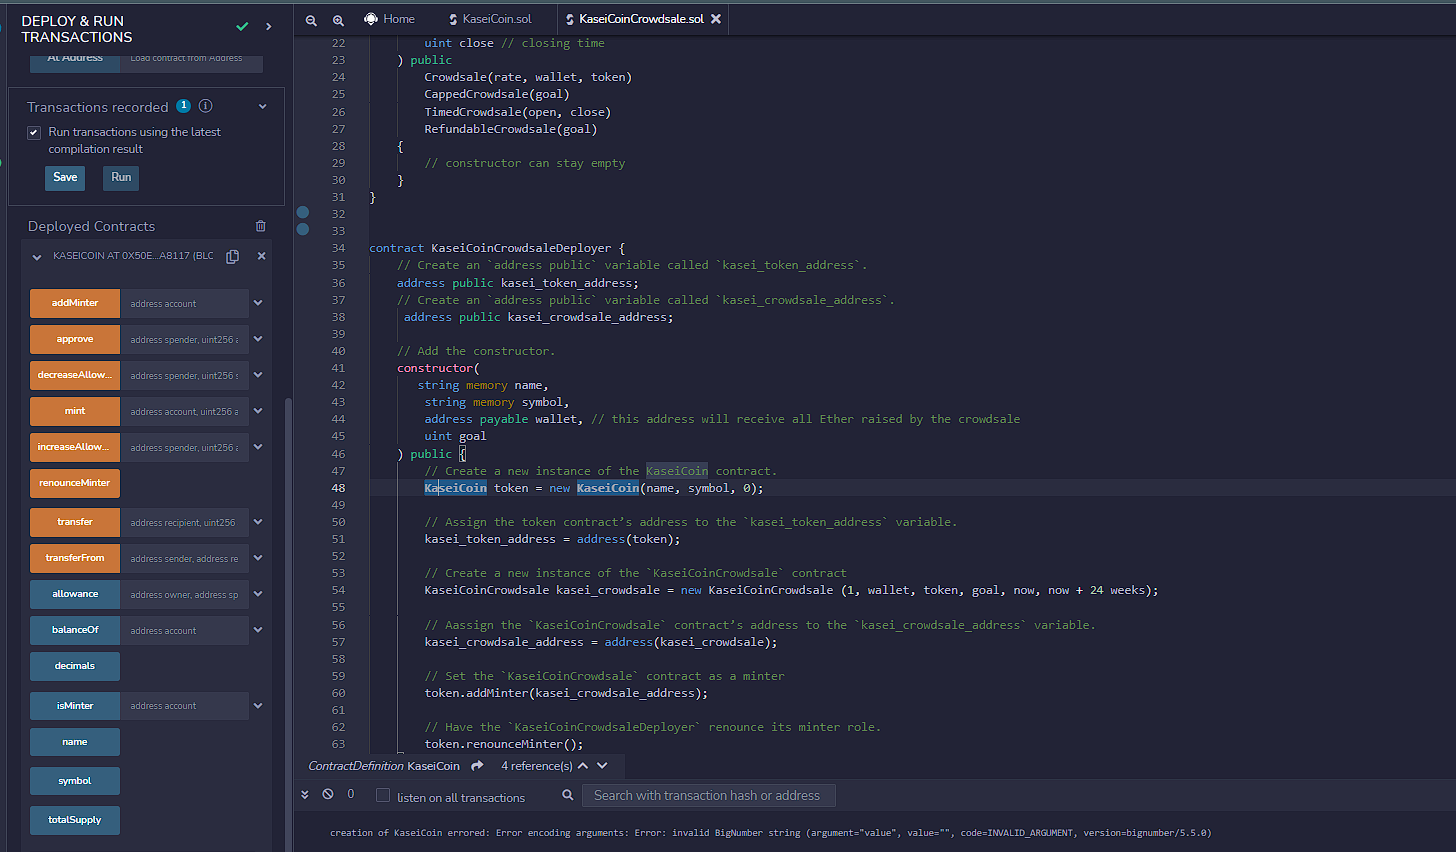 DEPLOY & RUN
TRANSACTIONS
At Address
Load contract from Address
Transactions recorded 1 i
Run transactions using the latest
compilation result
Save
Run
Deployed Contracts
KASEICOIN AT 0X50E...A8117 (BLC
addMinter
address account
approve
address spender, uint256 a
decreaseAllow...
address spender, uint256 s
mint
address account, uint256 a
increaseAllow...
address spender, uint256 a
renounceMinter
transfer
address recipient, uint256
transferFrom
address sender, address re
allowance
address owner, address sp
balanceOf
address account
decimals
isMinter
address account
name
symbol
totalSupply
Home
KaseiCoin.sol
KaseiCoinCrowdsale.sol
22 uint close // closing time
23 ) public
24 Crowdsale(rate, wallet, token)
25 CappedCrowdsale(goal)
26 TimedCrowdsale(open, close)
27 RefundableCrowdsale(goal)
28 {
29 // constructor can stay empty
30 }
31 }
32
33
34 contract KaseiCoinCrowdsaleDeployer {
35 // Create an `address public` variable called `kasei_token_address`.
36 address public kasei_token_address;
37 // Create an `address public` variable called `kasei_crowdsale_address`.
38 address public kasei_crowdsale_address;
39
40 // Add the constructor.
41 constructor(
42 string memory name,
43 string memory symbol,
44 address payable wallet, // this address will receive all Ether raised by the crowdsale
45 uint goal
46 ) public {
47 // Create a new instance of the KaseiCoin contract.
48 KaseiCoin token = new KaseiCoin(name, symbol, 0);
49
50 // Assign the token contract’s address to the `kasei_token_address` variable.
51 kasei_token_address = address(token);
52
53 // Create a new instance of the `KaseiCoinCrowdsale` contract
54 KaseiCoinCrowdsale kasei_crowdsale = new KaseiCoinCrowdsale (1, wallet, token, goal, now, now + 24 weeks);
55
56 // Aassign the `KaseiCoinCrowdsale` contract’s address to the `kasei_crowdsale_address` variable.
57 kasei_crowdsale_address = address(kasei_crowdsale);
58
59 // Set the `KaseiCoinCrowdsale` contract as a minter
60 token.addMinter(kasei_crowdsale_address);
61
62 // Have the `KaseiCoinCrowdsaleDeployer` renounce its minter role.
63 token.renounceMinter();
ContractDefinition KaseiCoin 4 reference(s)
0
listen on all transactions
Search with transaction hash or address
creation of KaseiCoin errored: Error encoding arguments: Error: invalid BigNumber string (argument="value", value="", code=INVALID_ARGUMENT, version=bignumber/5.5.0)